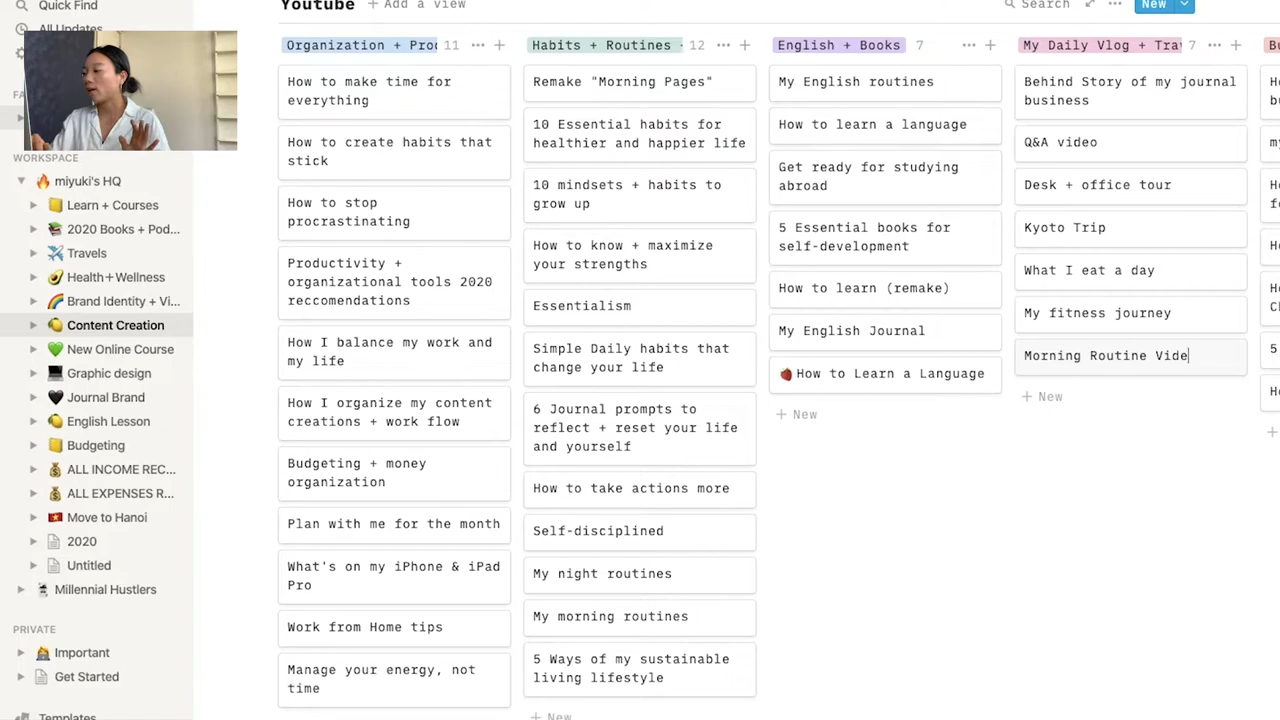 Quick Find
All Updates
WORKSPACE
miyuki's HQ
Learn + Courses
2020 Books + Pod...
Travels
Health+Wellness
Brand Identity + Vi...
Content Creation
New Online Course
Graphic design
Journal Brand
English Lesson
Budgeting
ALL INCOME REC...
ALL EXPENSES R...
Move to Hanoi
2020
Untitled
Millennial Hustlers
PRIVATE
Important
Get Started
Templates
Youtube
+ Add a view
Search
New
Organization + Pro
11
How to make time for
everything
How to create habits that
stick
How to stop
procrastinating
Productivity +
organizational tools 2020
reccomendations
How I balance my work and
my life
How I organize my content
creations + work flow
Budgeting + money
organization
Plan with me for the month
What's on my iPhone & iPad
Pro
Work from Home tips
Manage your energy, not
time
Habits + Routines
12
Remake "Morning Pages"
10 Essential habits for
healthier and happier life
10 mindsets + habits to
grow up
How to know + maximize
your strengths
Essentialism
Simple Daily habits that
change your life
6 Journal prompts to
reflect + reset your life
and yourself
How to take actions more
Self-disciplined
My night routines
My morning routines
5 Ways of my sustainable
living lifestyle
+ New
English + Books
7
My English routines
How to learn a language
Get ready for studying
abroad
5 Essential books for
self-development
How to learn (remake)
My English Journal
How to Learn a Language
+ New
My Daily Vlog + Tra
7
Behind Story of my journal
business
Q&A video
Desk + office tour
Kyoto Trip
What I eat a day
My fitness journey
Morning Routine Vide
+ New